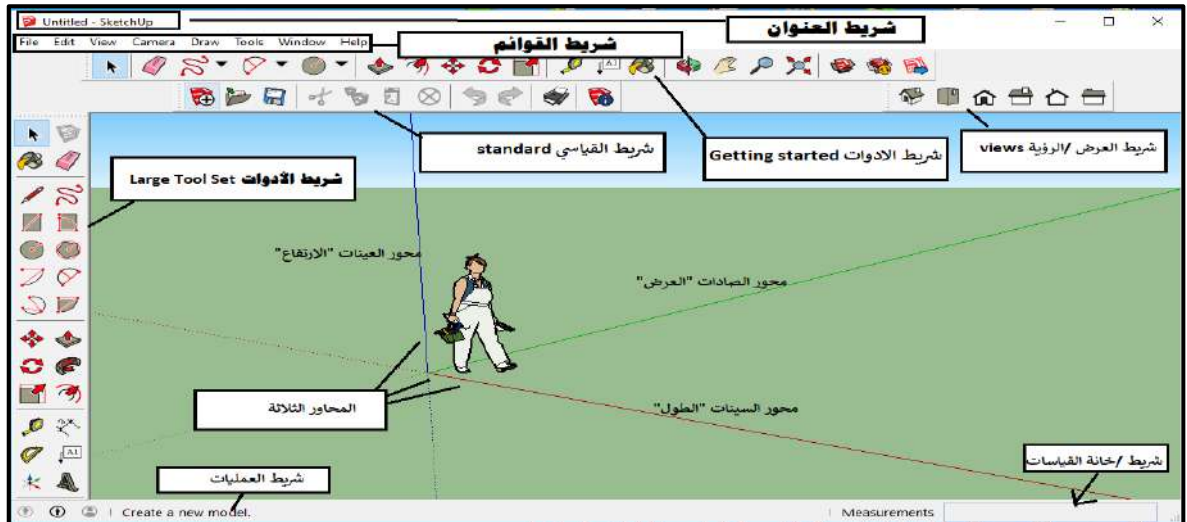 Untitled - SketchUp
شريط العنوان
File Edit View Camera Draw Tools Window Help
شريط القوائم
شريط القياسي standard
شريط الادوات Getting started
شريط العرض /الرؤية views
شريط الأدوات Large Tool Set
محور العينات "الارتفاع"
محور الصادات "العرض"
المحاور الثلاثة
محور السينات "الطول"
شريط /خانة القياسات
شريط العمليات
Create a new model.
Measurements